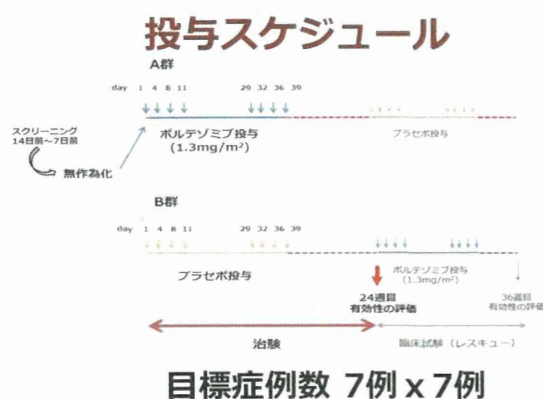 投与スケジュール
A群
day 1 4 8 11 29 32 36 39
スクリーニング
14日前~7日前
無作為化
ボルテゾミブ投与
(1.3mg/m²)
プラセボ投与
B群
day 1 4 8 11 29 32 36 39
プラセボ投与
ボルテゾミブ投与
(1.3mg/m²)
24週目
有効性の評価
36週目
有効性の評価
治験
臨床試験（レスキュー）
目標症例数 7例 x 7例